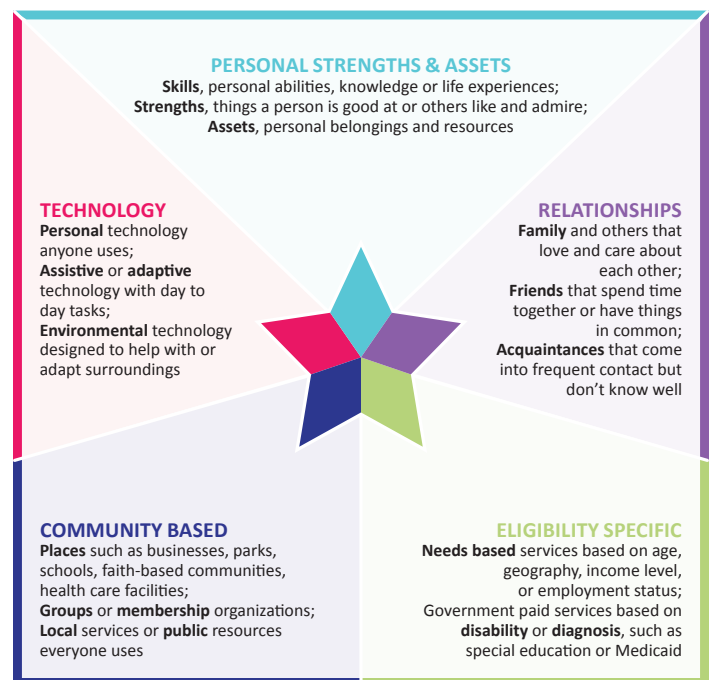 PERSONAL STRENGTHS & ASSETS
Skills, personal abilities, knowledge or life experiences;
Strengths, things a person is good at or others like and admire;
Assets, personal belongings and resources
TECHNOLOGY
Personal technology
anyone uses;
Assistive or adaptive
technology with day to
day tasks;
Environmental technology
designed to help with or
adapt surroundings
RELATIONSHIPS
Family and others that
love and care about
each other;
Friends that spend time
together or have things
in common;
Acquaintances that come
into frequent contact but
don’t know well
COMMUNITY BASED
Places such as businesses, parks,
schools, faith-based communities,
health care facilities;
Groups or membership organizations;
Local services or public resources
everyone uses
ELIGIBILITY SPECIFIC
Needs based services based on age,
geography, income level,
or employment status;
Government paid services based on
disability or diagnosis, such as
special education or Medicaid